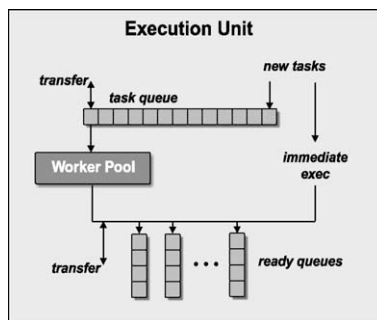 Execution Unit
new tasks
transfer
task queue
Worker Pool
immediate
exec
transfer
ready queues